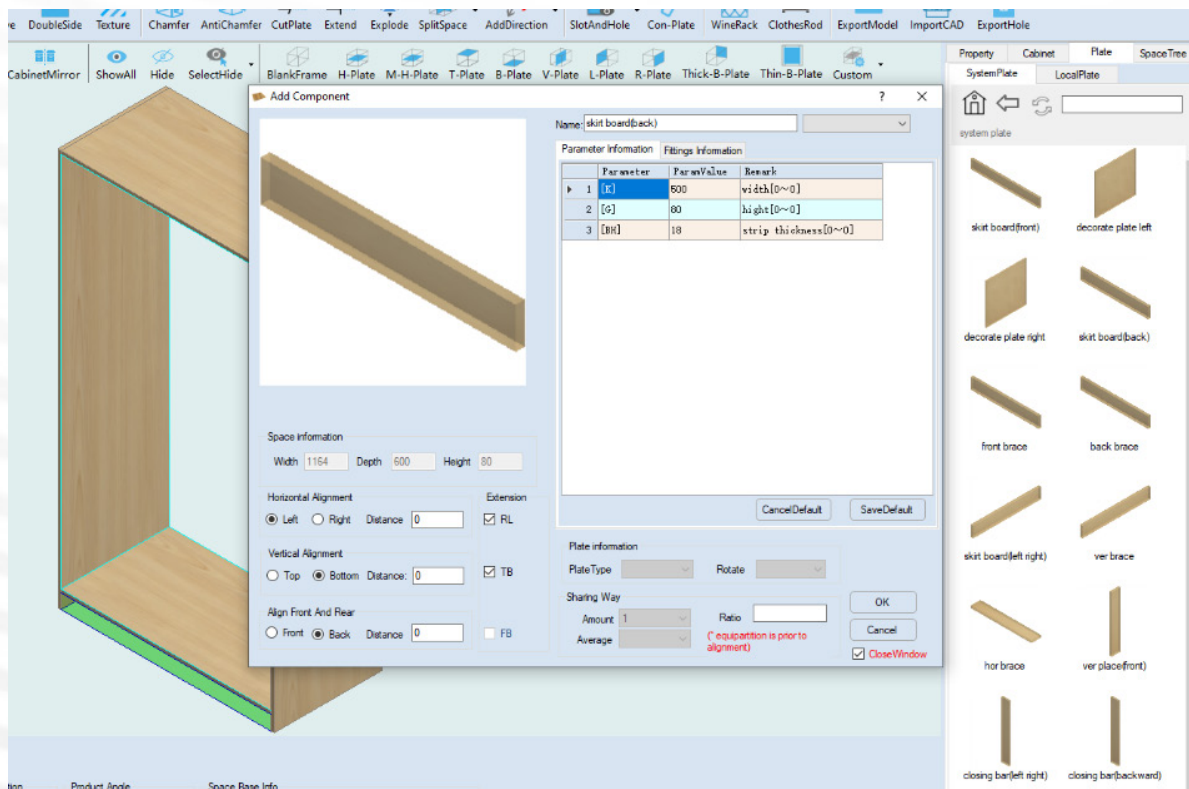 DoubleSide Texture Chamfer AntiChamfer CutPlate Extend Explode SplitSpace AddDirection SlotAndHole Con-Plate WineRack ClothesRod ExportModel ImportCAD ExportHole
CabinetMirror ShowAll Hide SelectHide BlankFrame H-Plate M-H-Plate T-Plate B-Plate V-Plate L-Plate R-Plate Thick-B-Plate Thin-B-Plate Custom
Property Cabinet Plate SpaceTree
SystemPlate LocalPlate
system plate
skirt board(front) decorate plate left
decorate plate right skirt board(back)
front brace back brace
skirt board(left right) ver brace
hor brace ver place(front)
closing bar(left right) closing bar(backward)
Add Component ? ×
Name: skirt board(back)
Parameter Information Fittings Information
Parameter ParamValue Remark
1 [K] 500 width[0~0]
2 [G] 80 hight[0~0]
3 [BH] 18 strip thickness[0~0]
CancelDefault SaveDefault
Space Information
Width 1164 Depth 600 Height 80
Horizontal Alignment Extension
Left Right Distance 0 RL
Vertical Alignment
Top Bottom Distance: 0 TB
Align Front And Rear
Front Back Distance 0 FB
Plate information
PlateType Rotate
Sharing Way
Amount 1 Ratio
Average (* equipartition is prior to
alignment)
OK
Cancel
CloseWindow
Product Angle Space Base Info